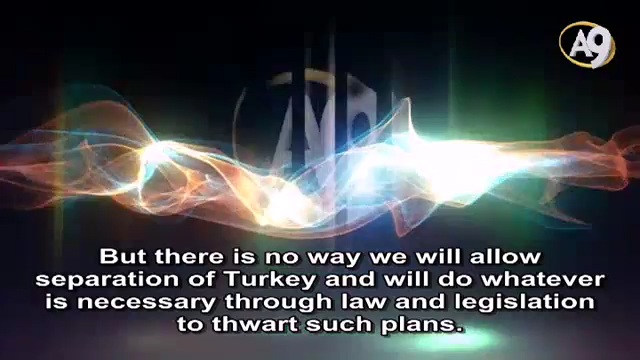 A9
But there is no way we will allow
separation of Turkey and will do whatever
is necessary through law and legislation
to thwart such plans.